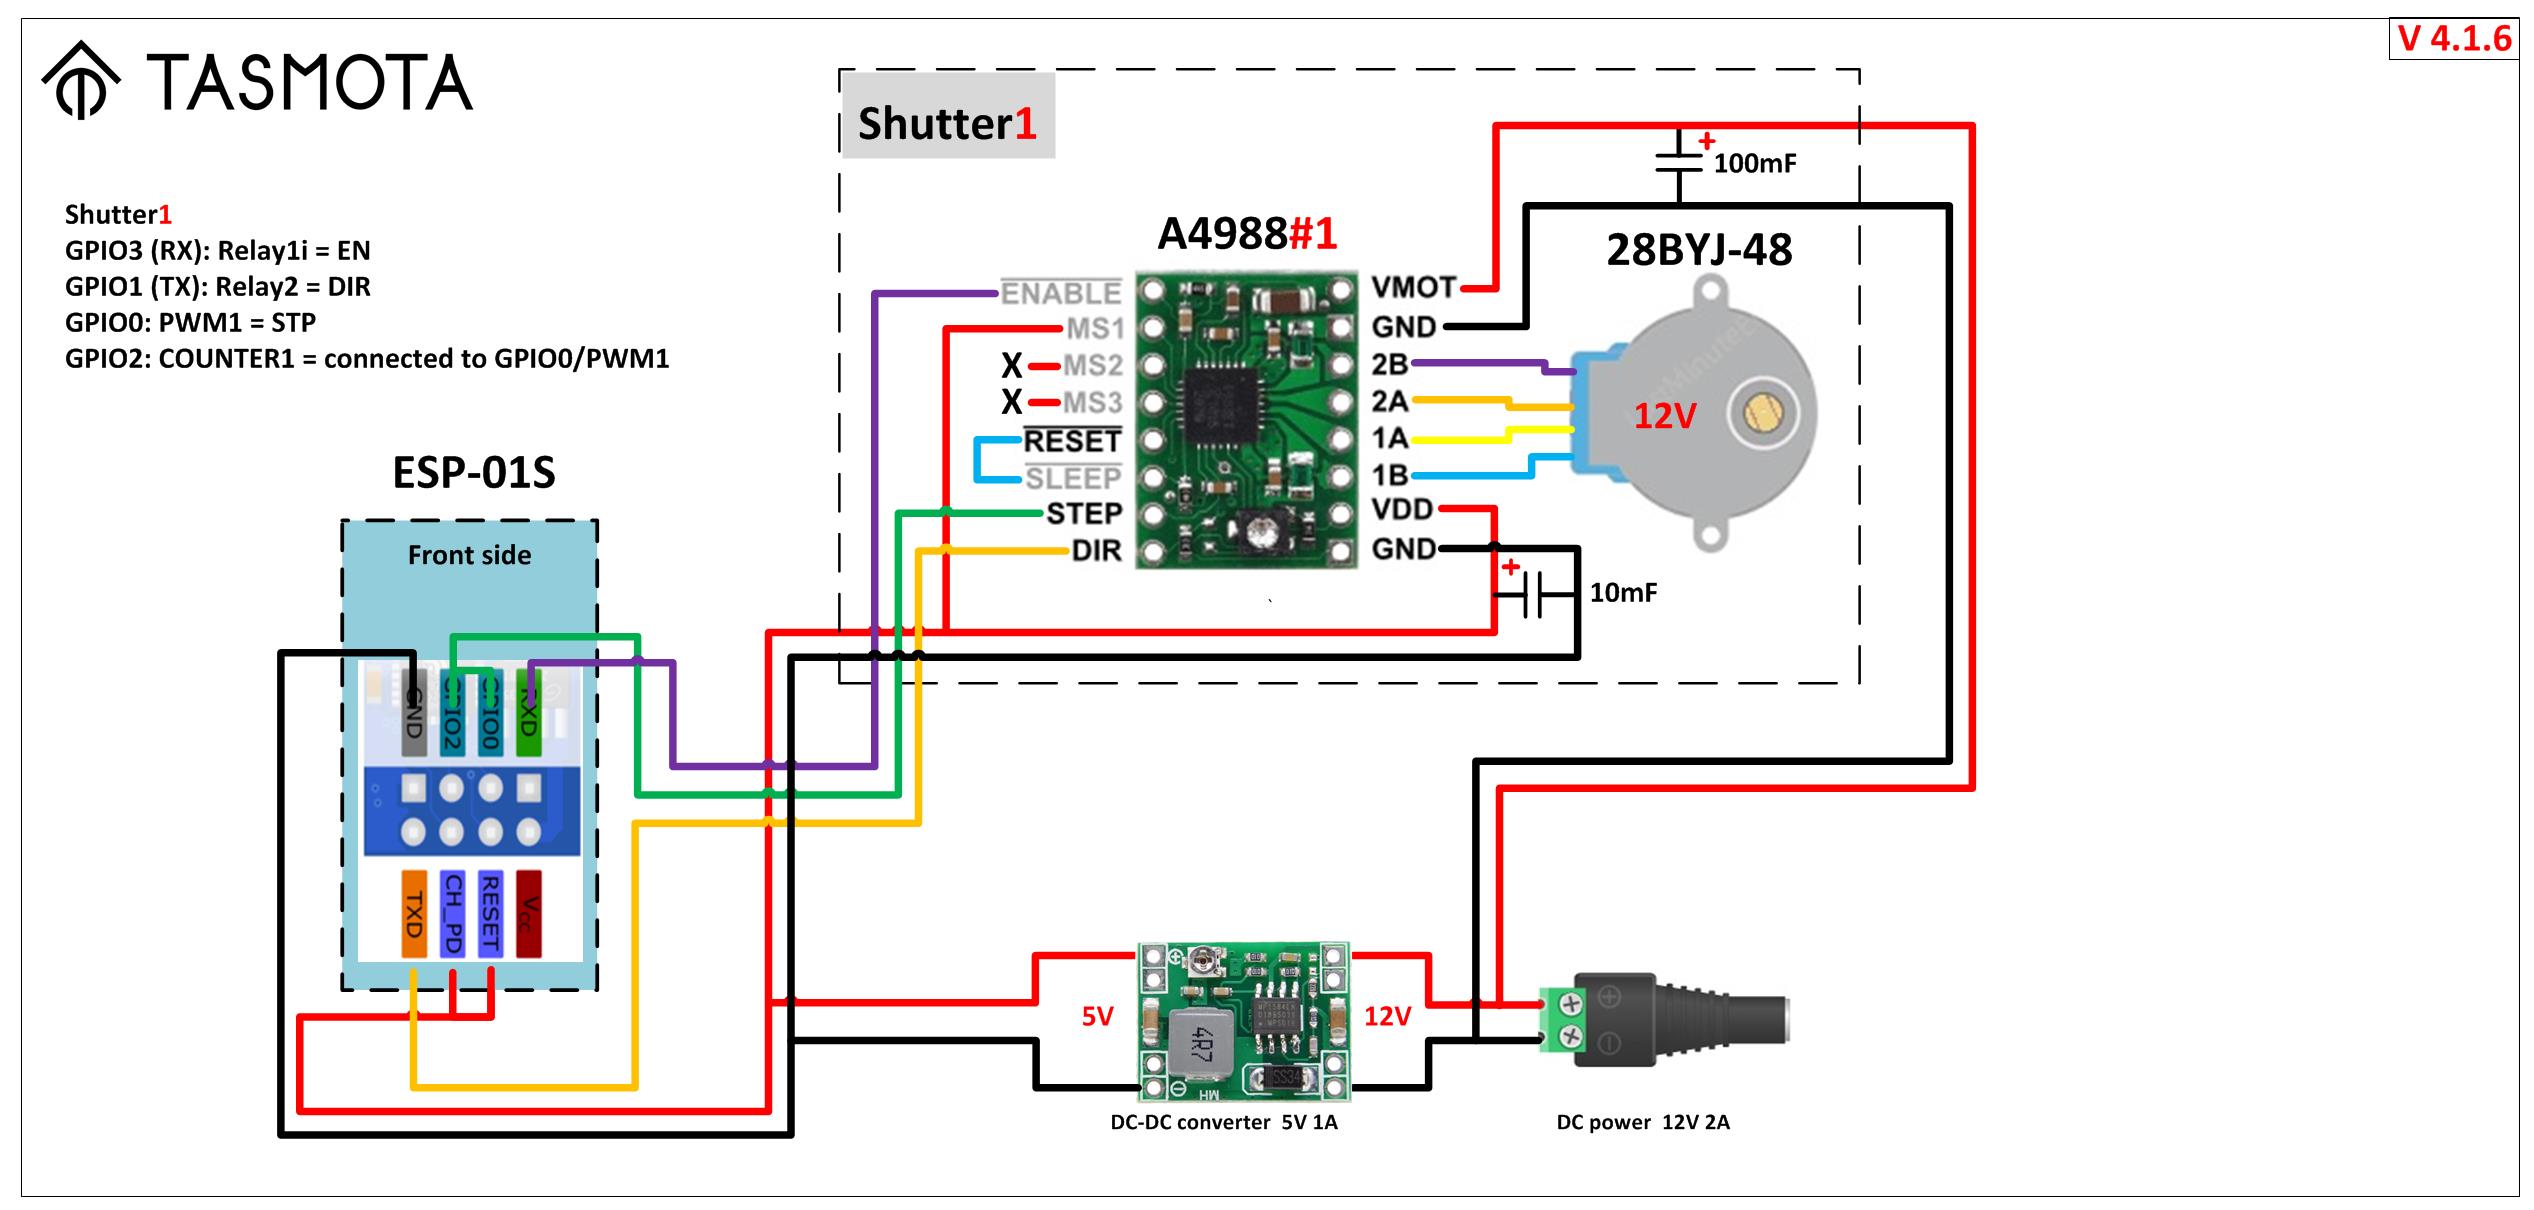 V 4.1.6
TASMOTA
Shutter1
Shutter1
GPIO3 (RX): Relay1i = EN
GPIO1 (TX): Relay2 = DIR
GPIO0: PWM1 = STP
GPIO2: COUNTER1 = connected to GPIO0/PWM1
100mF
A4988#1
28BYJ-48
ENABLE
MS1
X MS2
X MS3
RESET
SLEEP
STEP
DIR
VMOT
GND
2B
2A
1A
1B
VDD
GND
12V
+
+
10mF
ESP-01S
Front side
GND
GPIO2
GPIO0
RXD
TXD
CH_PD
RESET
Vcc
5V
4R7
SS34
HM
12V
DC-DC converter 5V 1A
DC power 12V 2A